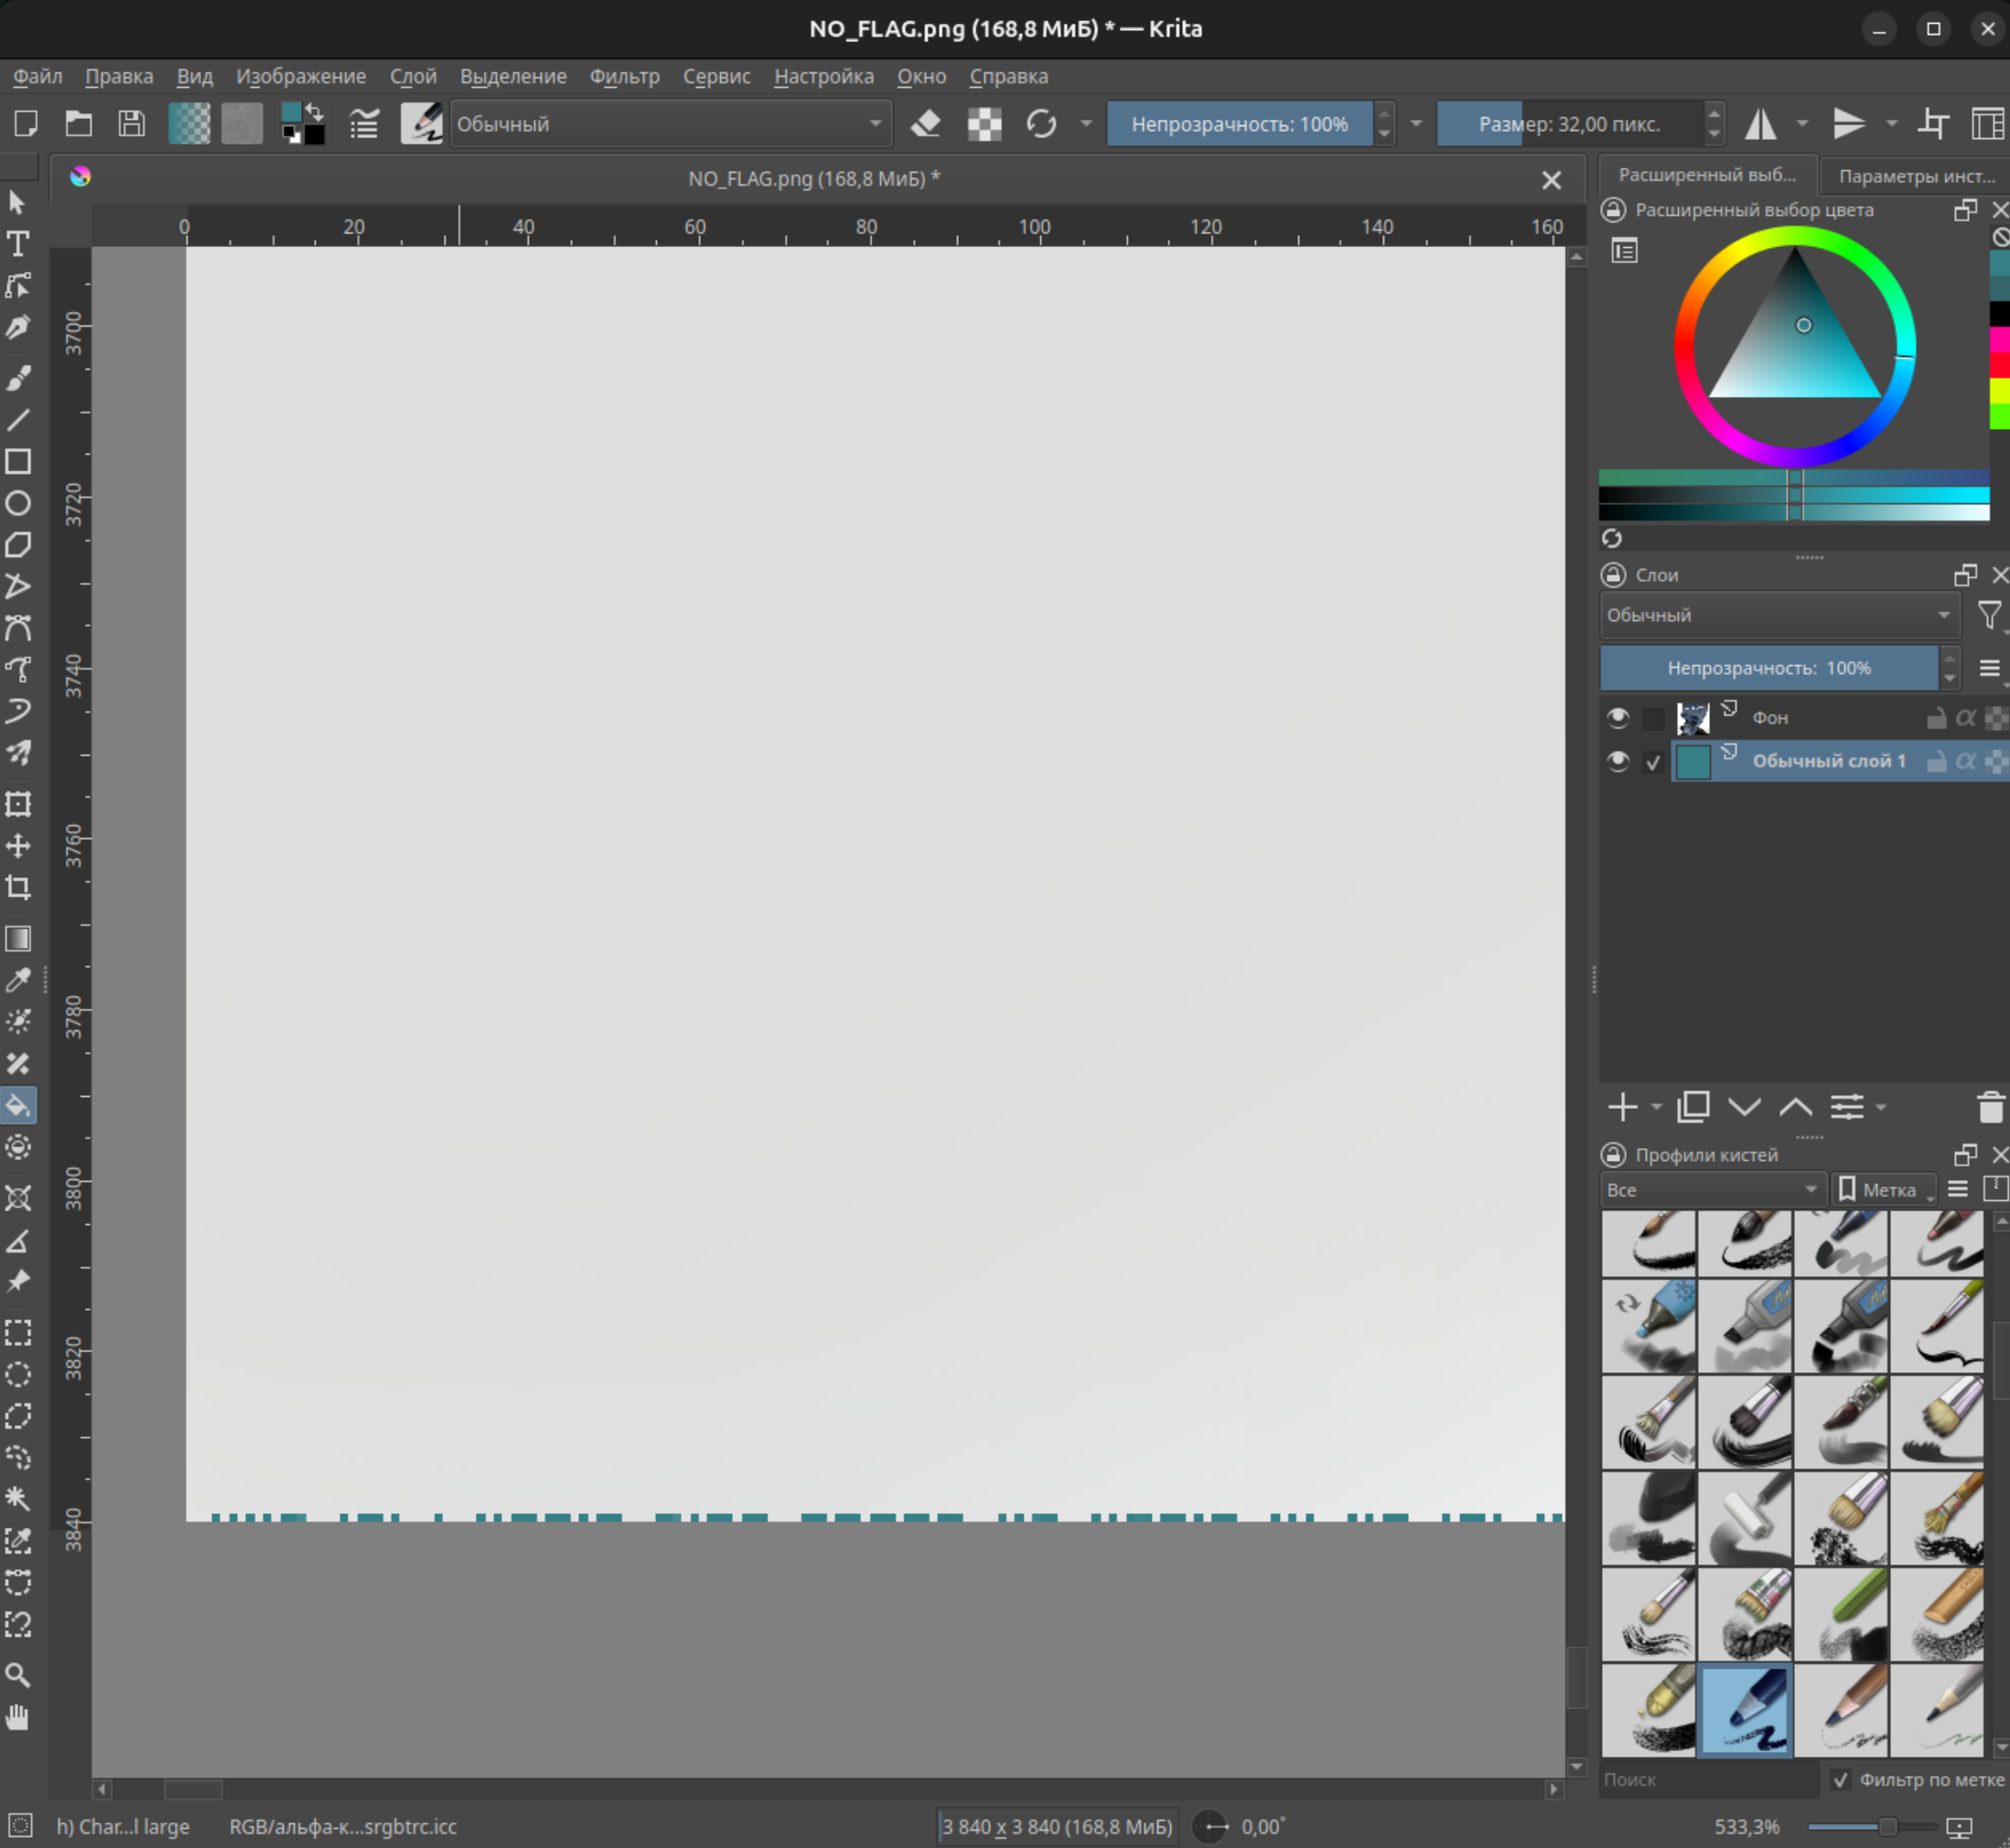 NO_FLAG.png (168,8 МиБ) * — Krita
Файл Правка Вид Изображение Слой Выделение Фильтр Сервис Настройка Окно Справка
Обычный Непрозрачность: 100% Размер: 32,00 пикс.
NO_FLAG.png (168,8 МиБ) *
Расширенный выб... Параметры инст...
Расширенный выбор цвета
0 20 40 60 80 100 120 140 160
3700
3720
3740
3760
3780
3800
3820
3840
Слои
Обычный
Непрозрачность: 100%
Фон
Обычный слой 1
Профили кистей
Все Метка
Поиск Фильтр по метке
h) Char...l large RGB/альфа-к...srgbtrc.icc 3 840 x 3 840 (168,8 МиБ) 0,00° 533,3%